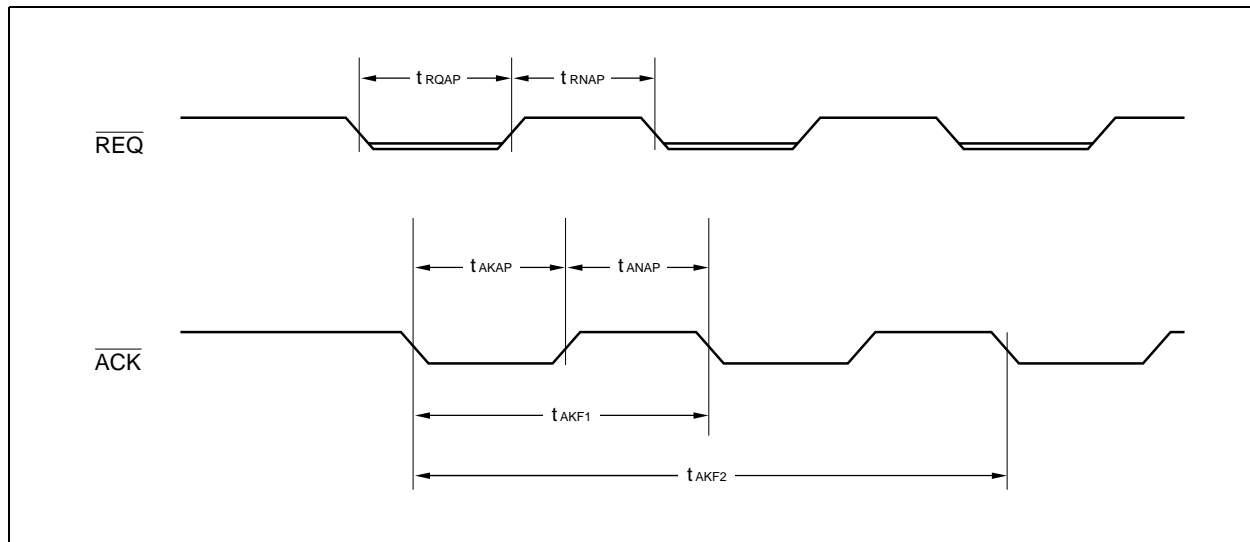 t RQAP
t RNAP
REQ
t AKAP
t ANAP
ACK
t AKF1
t AKF2